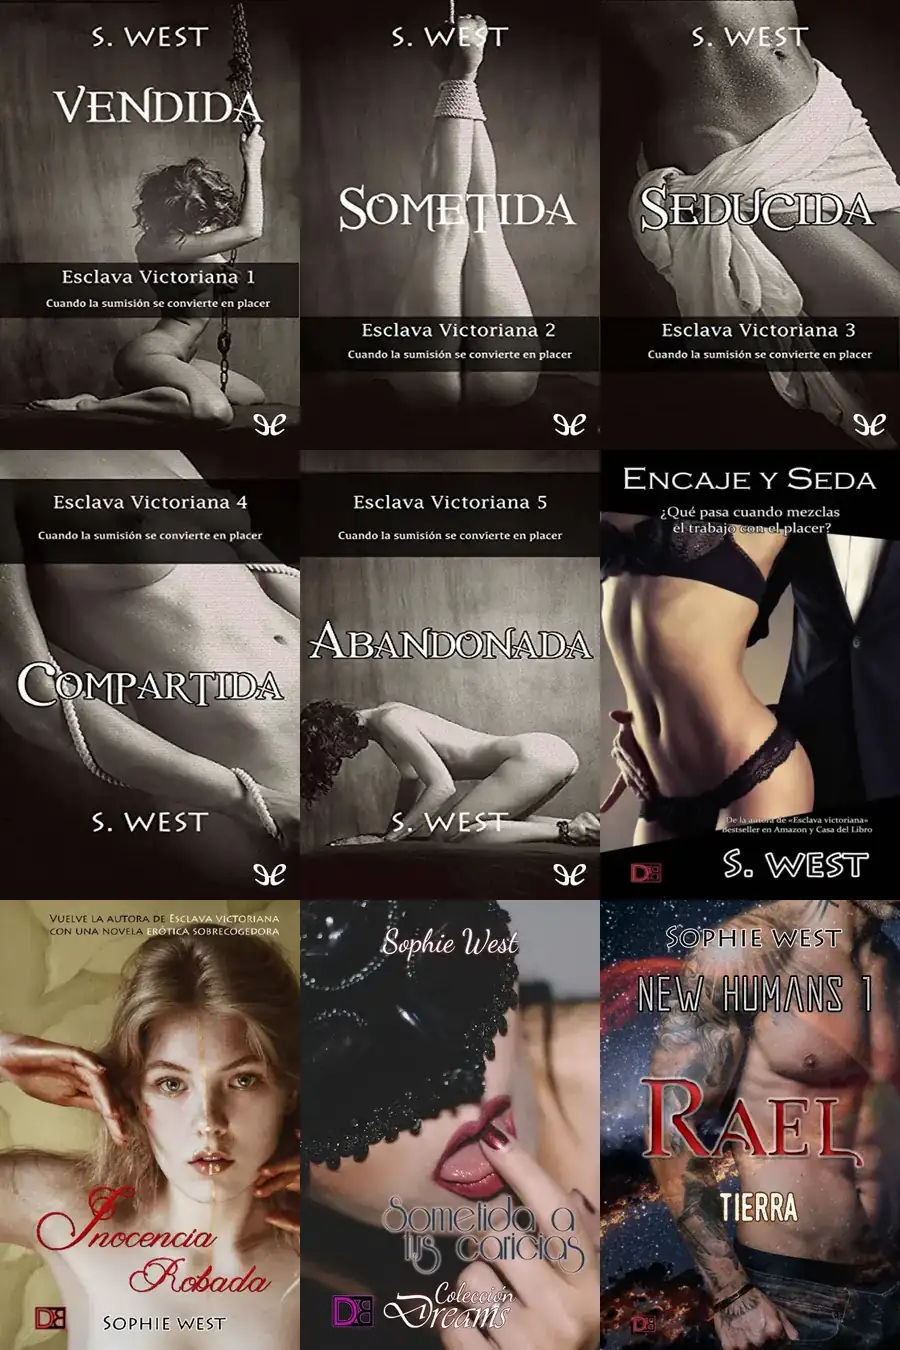 S. WEST
VENDIDA
Esclava Victoriana 1
Cuando la sumisión se convierte en placer
S. WEST
SOMETIDA
Esclava Victoriana 2
Cuando la sumisión se convierte en placer
S. WEST
SEDUCIDA
Esclava Victoriana 3
Cuando la sumisión se convierte en placer
Esclava Victoriana 4
Cuando la sumisión se convierte en placer
COMPARTIDA
S. WEST
Esclava Victoriana 5
Cuando la sumisión se convierte en placer
ABANDONADA
S. WEST
ENCAJE Y SEDA
¿Qué pasa cuando mezclas
el trabajo con el placer?
De la autora de «Esclava victoriana»
Bestseller en Amazon y Casa del Libro
S. WEST
VUELVE LA AUTORA DE ESCLAVA VICTORIANA
CON UNA NOVELA ERÓTICA SOBRECOGEDORA
Inocencia
Robada
SOPHIE WEST
Sophie West
Sometida a
tus caricias
Colección
Dreams
SOPHIE WEST
NEW HUMANS 1
RAEL
TIERRA